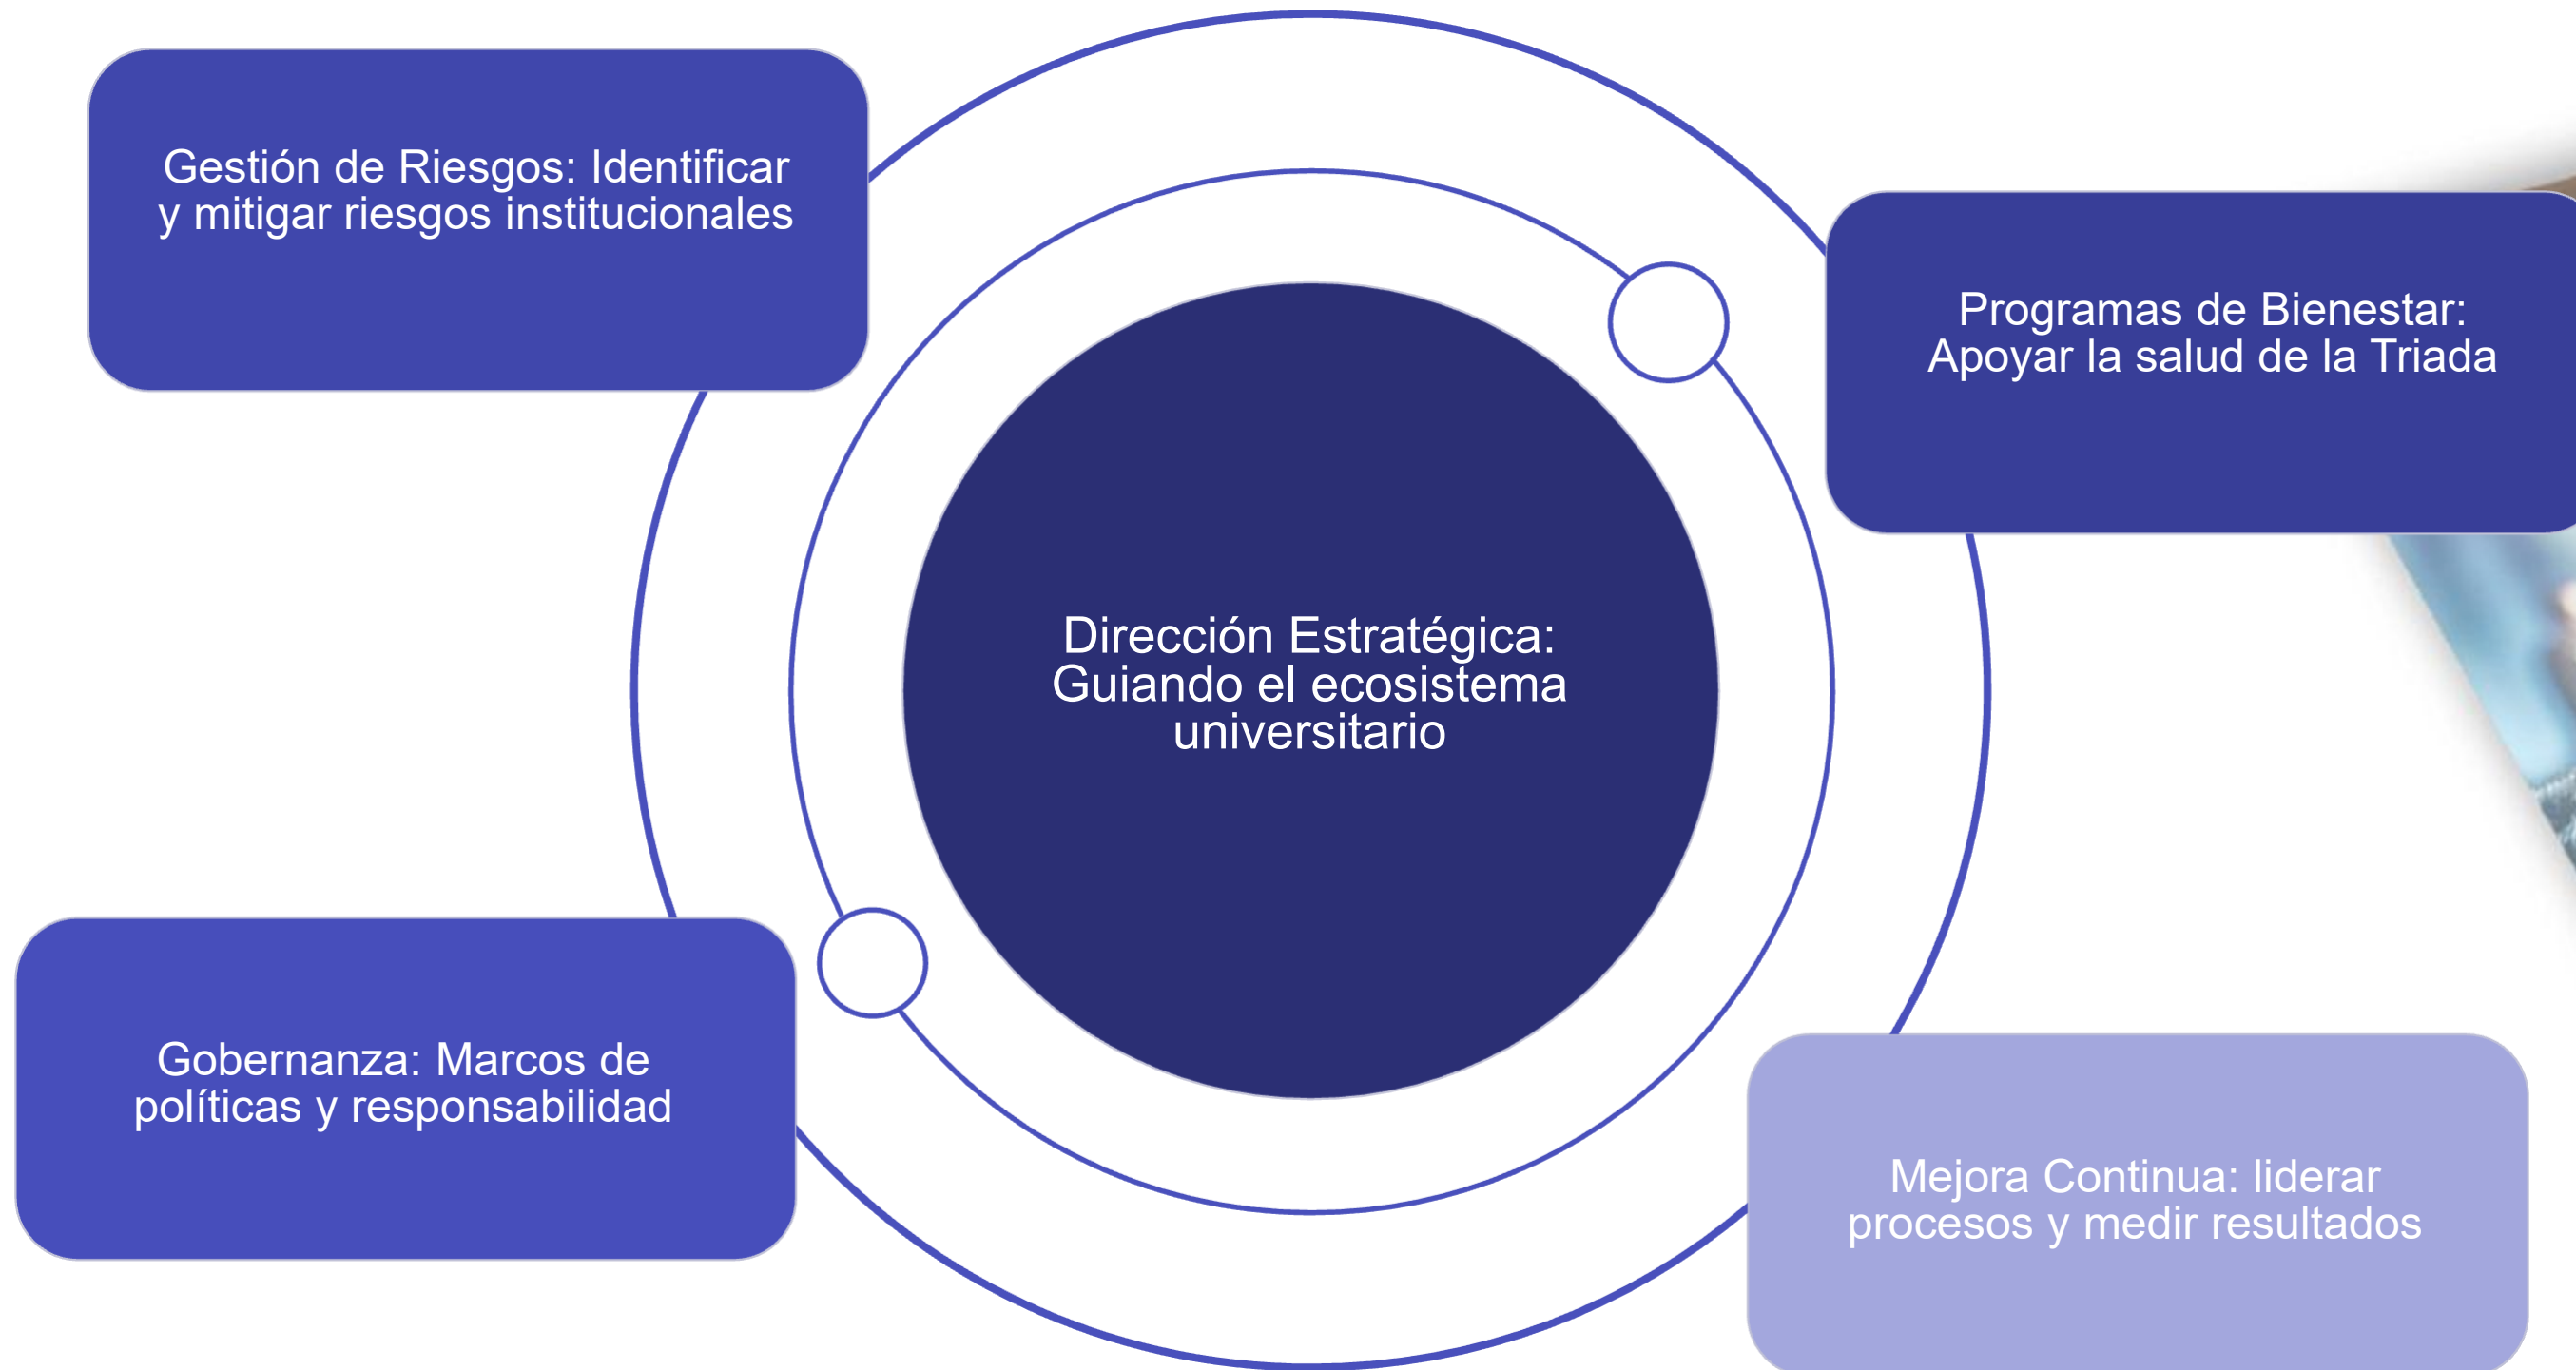 Gestión de Riesgos: Identificar
y mitigar riesgos institucionales
Programas de Bienestar:
Apoyar la salud de la Triada
Dirección Estratégica:
Guiando el ecosistema
universitario
Gobernanza: Marcos de
políticas y responsabilidad
Mejora Continua: liderar
procesos y medir resultados